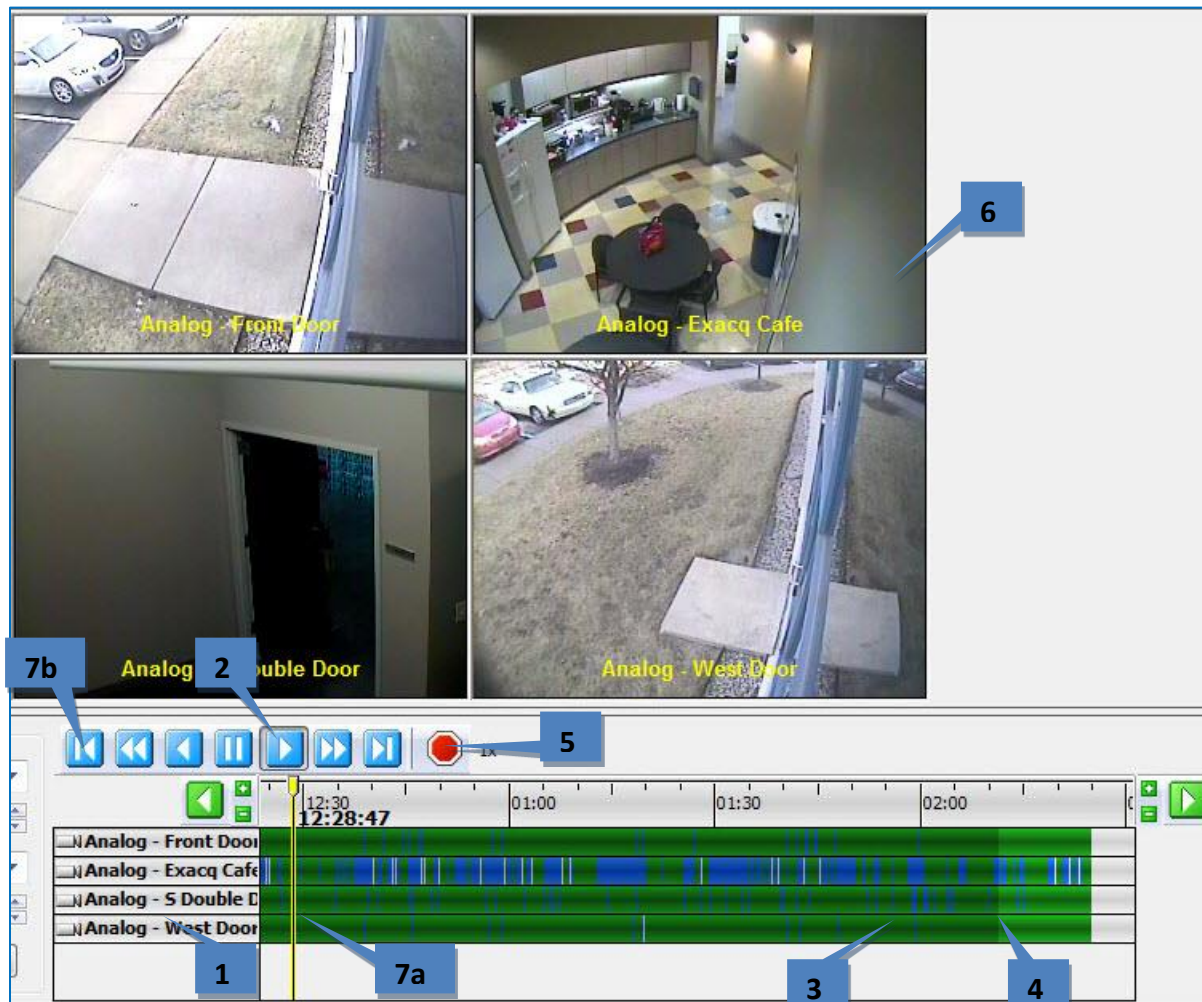 6
Analog - Front Door
Analog - Exacq Cafe
7b
2
Analog
ouble Door
Analog - West Door
5
1X
12:30
01:00
01:30
02:00
12:28:47
Analog - Front Door
Analog - Exacq Cafe
Analog - S Double D
Analog - West Door
1
7a
3
4